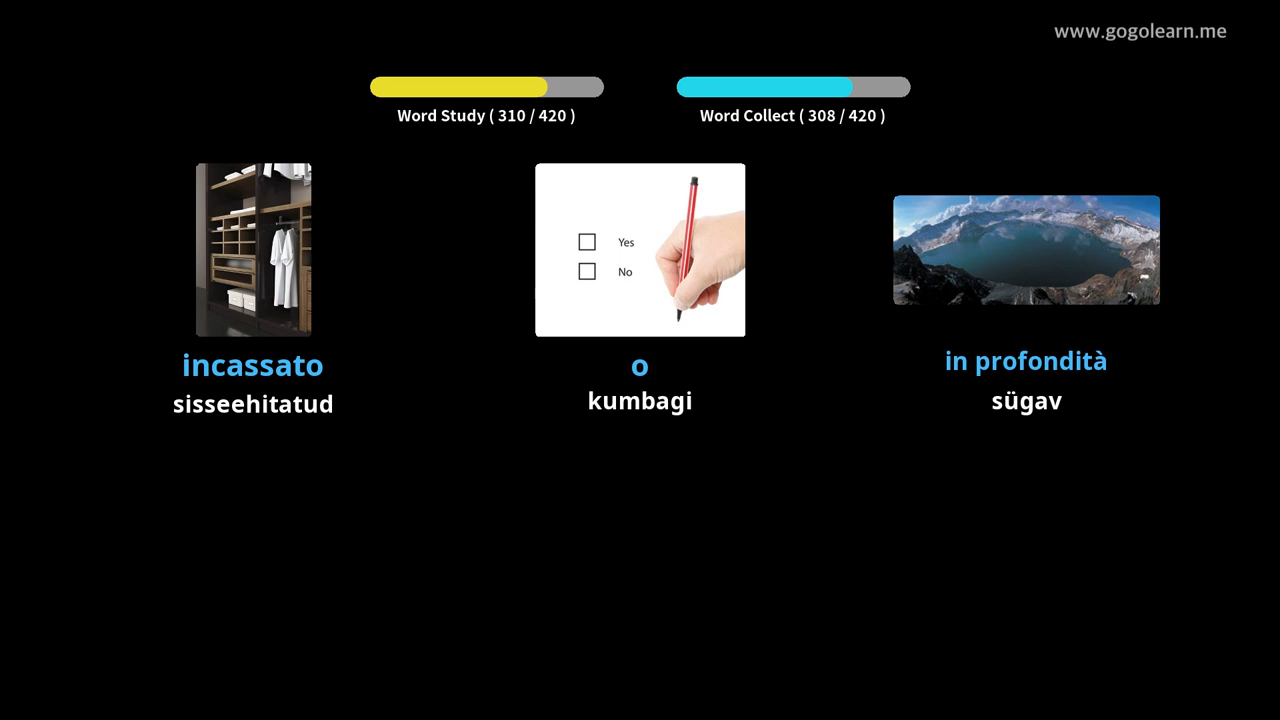 www.gogolearn.me
Word Study ( 310 / 420 )
Word Collect ( 308 / 420 )
Yes
No
incassato
sisseehitatud
o
kumbagi
in profondità
sügav